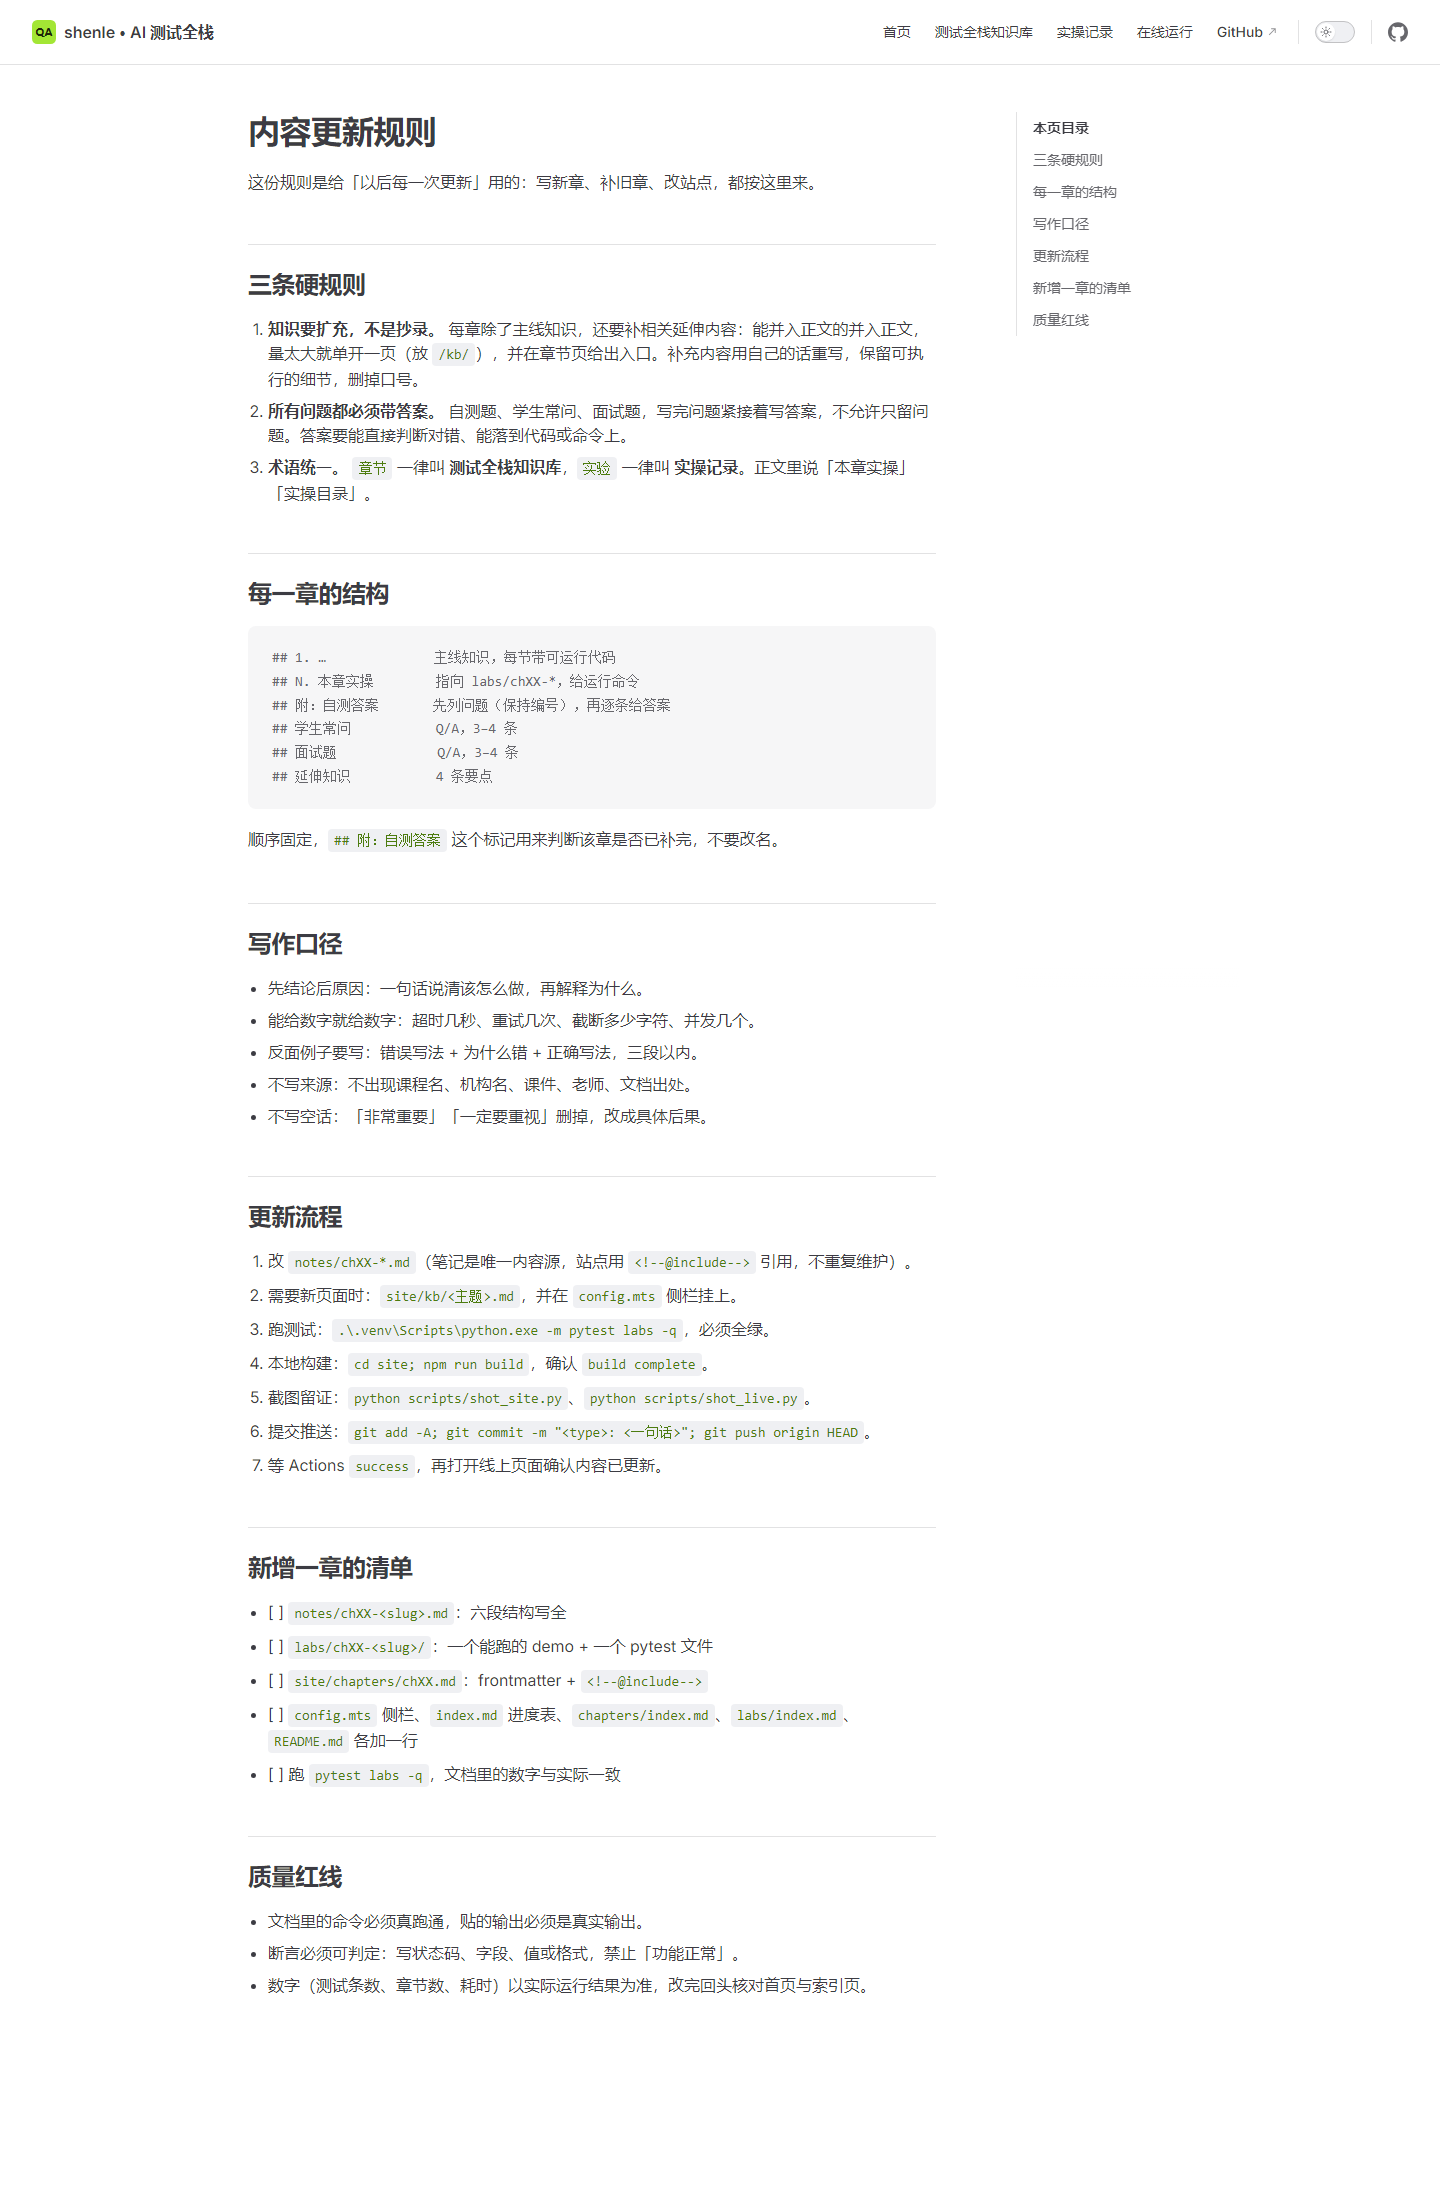 QA shenle • AI 测试全栈
首页 测试全栈知识库 实操记录 在线运行 GitHub ↗
内容更新规则
这份规则是给「以后每一次更新」用的：写新章、补旧章、改站点，都按这里来。
本页目录
三条硬规则
每一章的结构
写作口径
更新流程
新增一章的清单
质量红线
三条硬规则
1. 知识要扩充，不是抄录。 每章除了主线知识，还要补相关延伸内容：能并入正文的并入正文，
量太大就单开一页（放 /kb/），并在章节页给出入口。补充内容用自己的话重写，保留可执
行的细节，删掉口号。
2. 所有问题都必须带答案。 自测题、学生常问、面试题，写完问题紧接着写答案，不允许只留问
题。答案要能直接判断对错、能落到代码或命令上。
3. 术语统一。 章节 一律叫 测试全栈知识库，实验 一律叫 实操记录。正文里说「本章实操」
「实操目录」。
每一章的结构
## 1. … 主线知识，每节带可运行代码
## N. 本章实操 指向 labs/chXX-*，给运行命令
## 附：自测答案 先列问题（保持编号），再逐条给答案
## 学生常问 Q/A，3-4 条
## 面试题 Q/A，3-4 条
## 延伸知识 4 条要点
顺序固定，## 附：自测答案 这个标记用来判断该章是否已补完，不要改名。
写作口径
• 先结论后原因：一句话说清该怎么做，再解释为什么。
• 能给数字就给数字：超时几秒、重试几次、截断多少字符、并发几个。
• 反面例子要写：错误写法 + 为什么错 + 正确写法，三段以内。
• 不写来源：不出现课程名、机构名、课件、老师、文档出处。
• 不写空话：「非常重要」「一定要重视」删掉，改成具体后果。
更新流程
1. 改 notes/chXX-*.md（笔记是唯一内容源，站点用 <!--@include--> 引用，不重复维护）。
2. 需要新页面时：site/kb/<主题>.md，并在 config.mts 侧栏挂上。
3. 跑测试：.\.venv\Scripts\python.exe -m pytest labs -q，必须全绿。
4. 本地构建：cd site; npm run build，确认 build complete。
5. 截图留证：python scripts/shot_site.py、python scripts/shot_live.py。
6. 提交推送：git add -A; git commit -m "<type>: <一句话>"; git push origin HEAD。
7. 等 Actions success，再打开线上页面确认内容已更新。
新增一章的清单
• [ ] notes/chXX-<slug>.md：六段结构写全
• [ ] labs/chXX-<slug>/：一个能跑的 demo + 一个 pytest 文件
• [ ] site/chapters/chXX.md：frontmatter + <!--@include-->
• [ ] config.mts 侧栏、index.md 进度表、chapters/index.md、labs/index.md、
README.md 各加一行
• [ ] 跑 pytest labs -q，文档里的数字与实际一致
质量红线
• 文档里的命令必须真跑通，贴的输出必须是真实输出。
• 断言必须可判定：写状态码、字段、值或格式，禁止「功能正常」。
• 数字（测试条数、章节数、耗时）以实际运行结果为准，改完回头核对首页与索引页。